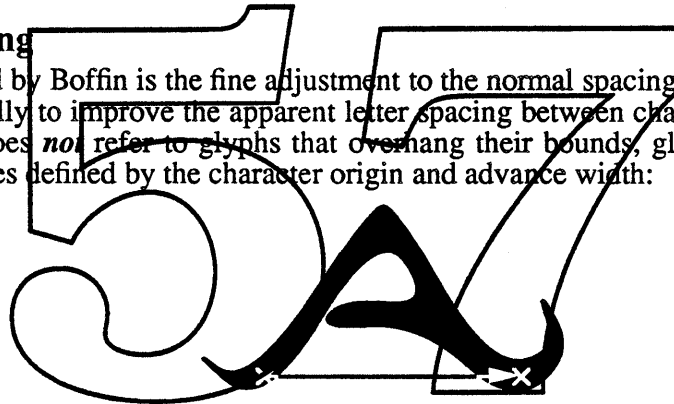 ng
d by Boffin is the fine adjustment to the normal spacing
lly to improve the apparent letter spacing between cha
oes not refer to glyphs that overhang their bounds, gl
es defined by the character origin and advance width:
57
A